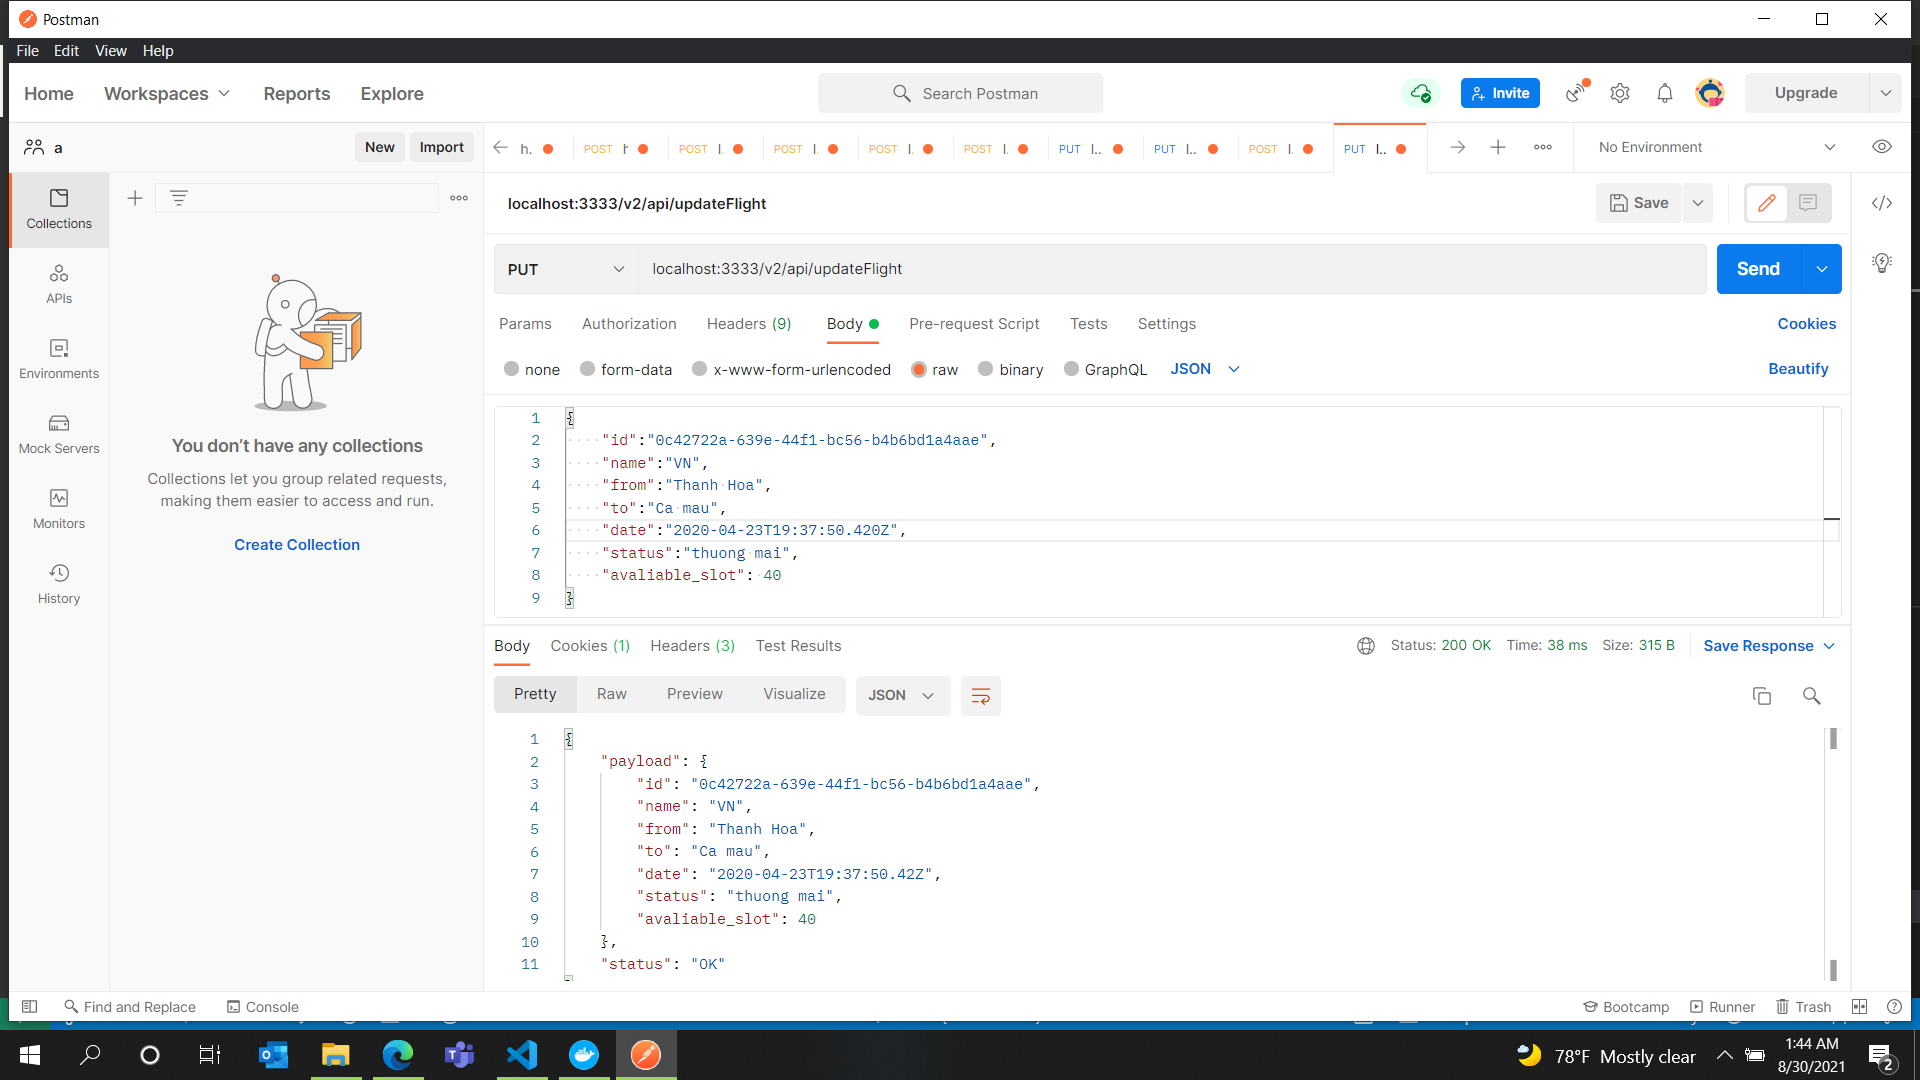 Postman
File Edit View Help
Home Workspaces Reports Explore Search Postman Invite Upgrade
a New Import
h. POST h POST l. POST l. POST l. POST l. PUT l.. PUT l.. POST l. PUT l.. No Environment
Collections
APIs
Environments
Mock Servers
Monitors
History
You don’t have any collections
Collections let you group related requests,
making them easier to access and run.
Create Collection
localhost:3333/v2/api/updateFlight Save
PUT localhost:3333/v2/api/updateFlight Send
Params Authorization Headers (9) Body Pre-request Script Tests Settings Cookies
none form-data x-www-form-urlencoded raw binary GraphQL JSON Beautify
1 {
2 "id":"0c42722a-639e-44f1-bc56-b4b6bd1a4aae",
3 "name":"VN",
4 "from":"Thanh Hoa",
5 "to":"Ca mau",
6 "date":"2020-04-23T19:37:50.420Z",
7 "status":"thuong mai",
8 "avaliable_slot": 40
9 }
Body Cookies (1) Headers (3) Test Results Status: 200 OK Time: 38 ms Size: 315 B Save Response
Pretty Raw Preview Visualize JSON
1 {
2 "payload": {
3 "id": "0c42722a-639e-44f1-bc56-b4b6bd1a4aae",
4 "name": "VN",
5 "from": "Thanh Hoa",
6 "to": "Ca mau",
7 "date": "2020-04-23T19:37:50.42Z",
8 "status": "thuong mai",
9 "avaliable_slot": 40
10 },
11 "status": "OK"
Find and Replace Console Bootcamp Runner Trash
78°F Mostly clear 1:44 AM
8/30/2021
2